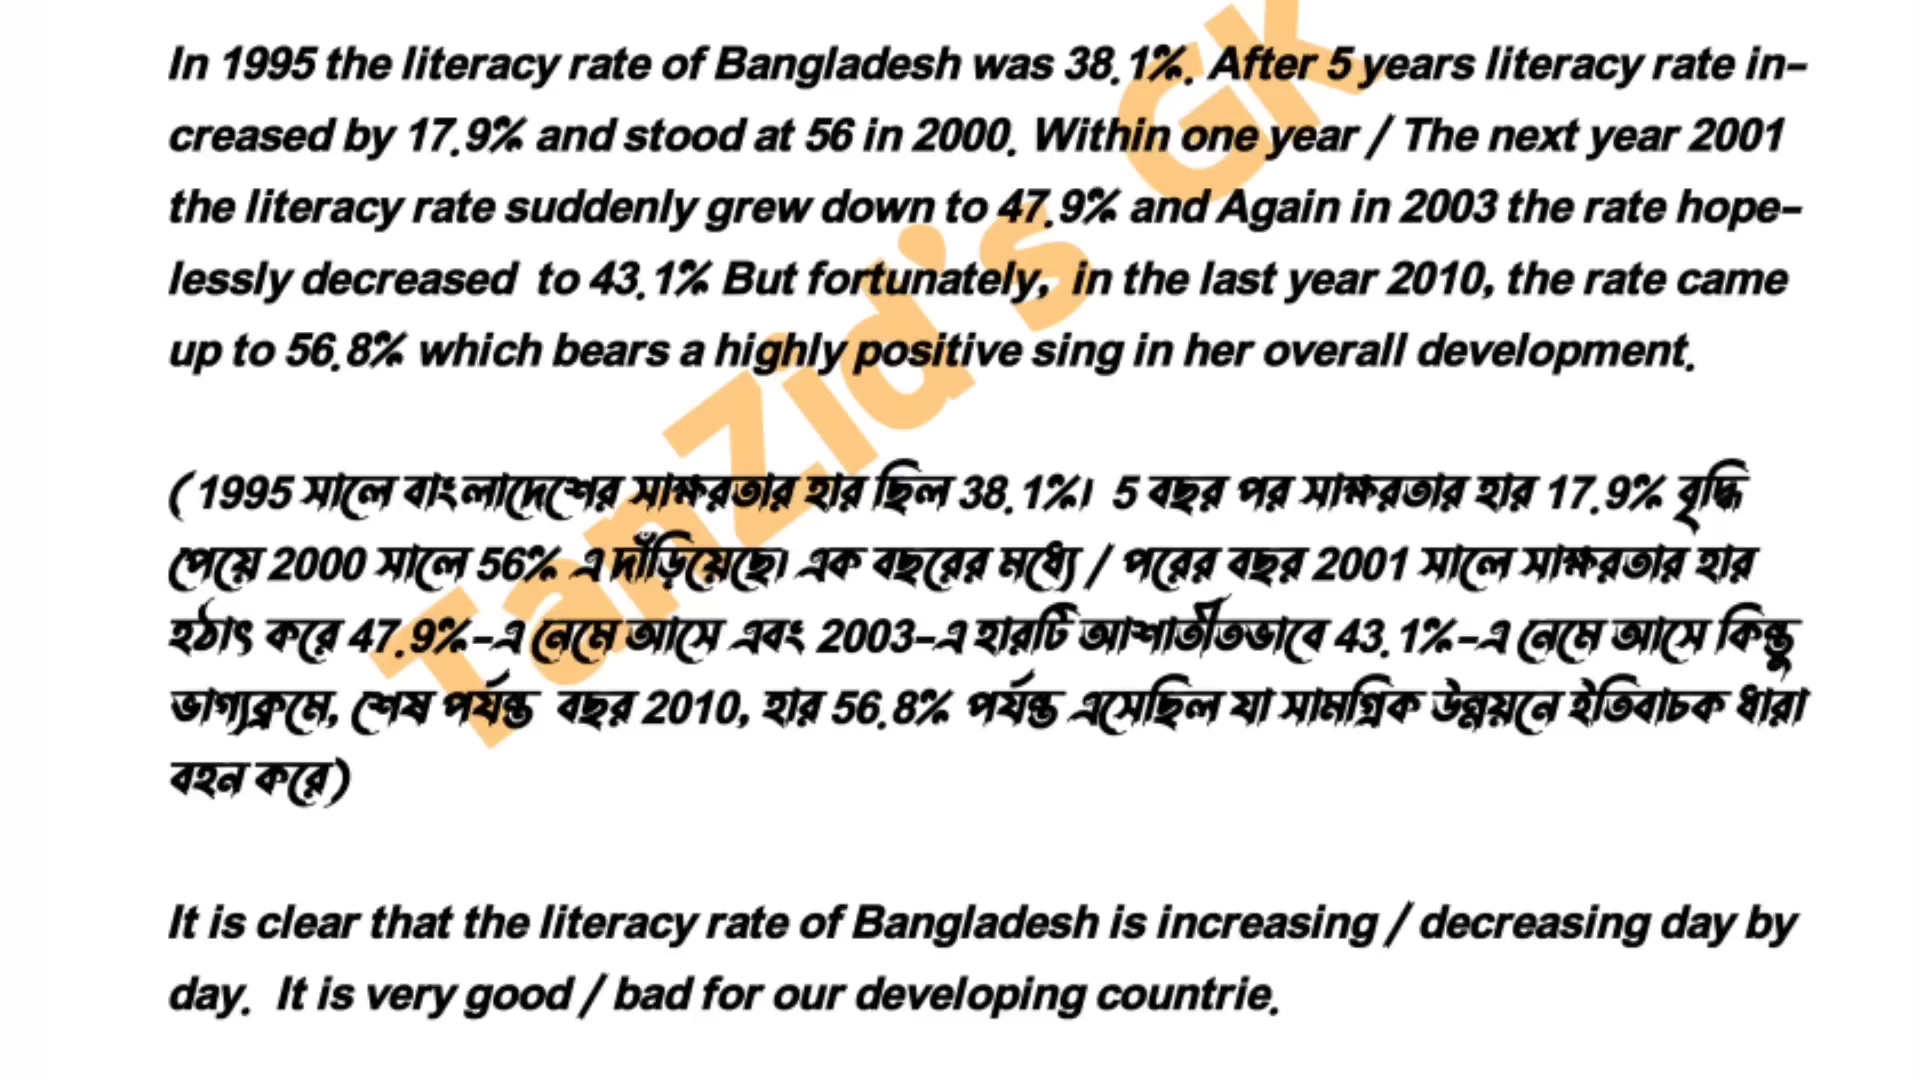 In 1995 the literacy rate of Bangladesh was 38.1%. After 5 years literacy rate in-
creased by 17.9% and stood at 56 in 2000. Within one year / The next year 2001
the literacy rate suddenly grew down to 47.9% and Again in 2003 the rate hope-
lessly decreased to 43.1% But fortunately, in the last year 2010, the rate came
up to 56.8% which bears a highly positive sing in her overall development.
(1995 সালে বাংলাদেশের সাক্ষরতার হার ছিল 38.1%। 5 বছর পর সাক্ষরতার হার 17.9% বৃদ্ধি
পেয়ে 2000 সালে 56% এ দাঁড়িয়েছে। এক বছরের মধ্যে / পরের বছর 2001 সালে সাক্ষরতার হার
হঠাৎ করে 47.9%-এ নেমে আসে এবং 2003-এ হারটি আশাতীতভাবে 43.1%-এ নেমে আসে কিন্তু
ভাগ্যক্রমে, শেষ পর্যন্ত বছর 2010, হার 56.8% পর্যন্ত এসেছিল যা সামগ্রিক উন্নয়নে ইতিবাচক ধারা
বহন করে)
It is clear that the literacy rate of Bangladesh is increasing / decreasing day by
day. It is very good / bad for our developing countrie.
TanZid's GK